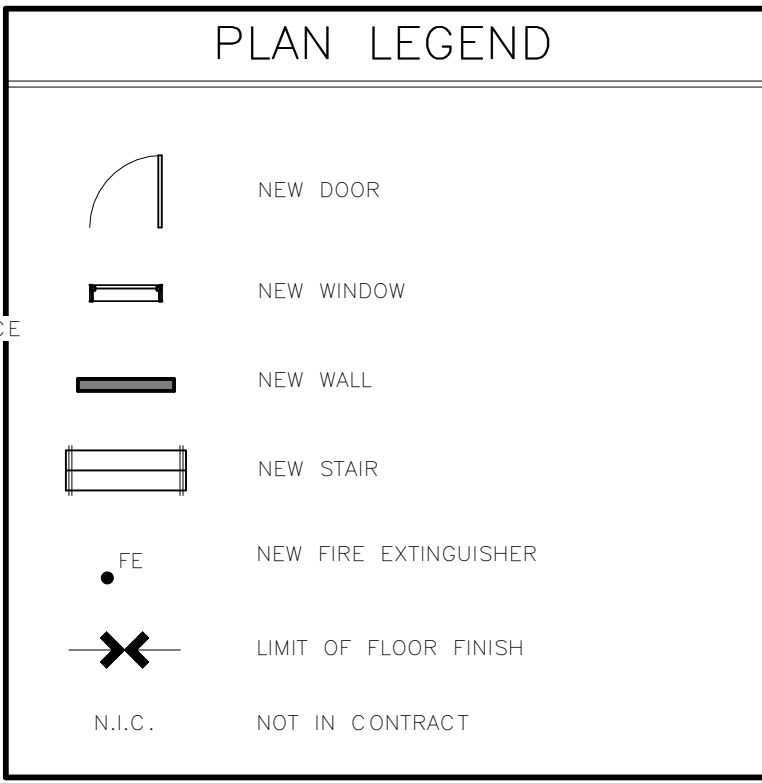 PLAN LEGEND
NEW DOOR
NEW WINDOW
CE
NEW WALL
NEW STAIR
FE NEW FIRE EXTINGUISHER
LIMIT OF FLOOR FINISH
N.I.C. NOT IN CONTRACT